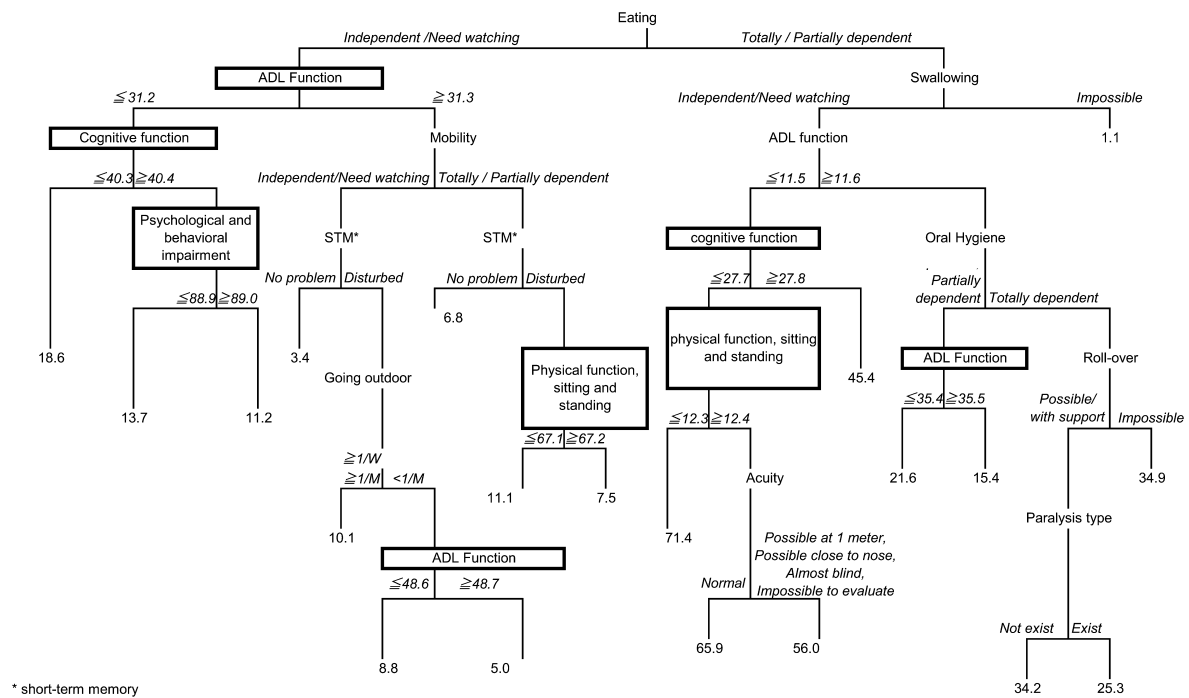 Eating
Independent /Need watching
Totally / Partially dependent
ADL Function
Swallowing
≦31.2
≧31.3
Independent/Need watching
Impossible
Cognitive function
Mobility
ADL function
1.1
≦40.3
≧40.4
Independent/Need watching
Totally / Partially dependent
≦11.5
≧11.6
Psychological and
behavioral
impairment
STM*
STM*
cognitive function
Oral Hygiene
No problem
Disturbed
No problem
Disturbed
≦27.7
≧27.8
Partially
dependent
Totally dependent
≦88.9
≧89.0
6.8
physical function, sitting
and standing
18.6
3.4
Physical function,
sitting and
standing
45.4
ADL Function
Roll-over
Going outdoor
13.7
11.2
≦12.3
≧12.4
≦35.4
≧35.5
Possible/
with support
Impossible
≦67.1
≧67.2
≧1/W
≧1/M
<1/M
11.1
7.5
Acuity
21.6
15.4
34.9
10.1
71.4
Paralysis type
ADL Function
Possible at 1 meter,
Possible close to nose,
Almost blind,
Impossible to evaluate
Normal
≦48.6
≧48.7
65.9
56.0
Not exist
Exist
8.8
5.0
34.2
25.3
* short-term memory